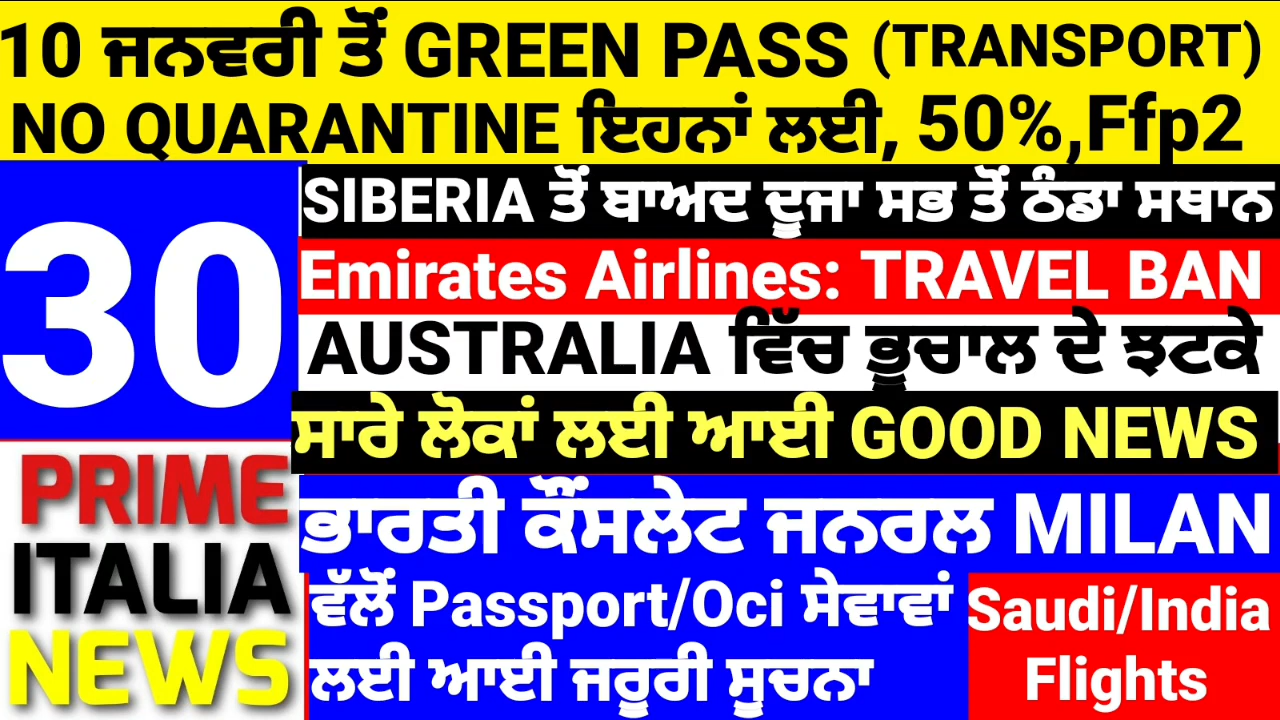 10 ਜਨਵਰੀ ਤੋਂ GREEN PASS (TRANSPORT)
NO QUARANTINE ਇਹਨਾਂ ਲਈ, 50%,Ffp2
30
SIBERIA ਤੋਂ ਬਾਅਦ ਦੂਜਾ ਸਭ ਤੋਂ ਠੰਡਾ ਸਥਾਨ
Emirates Airlines: TRAVEL BAN
AUSTRALIA ਵਿੱਚ ਭੂਚਾਲ ਦੇ ਝਟਕੇ
ਸਾਰੇ ਲੋਕਾਂ ਲਈ ਆਈ GOOD NEWS
PRIME
ITALIA
NEWS
ਭਾਰਤੀ ਕੌਂਸਲੇਟ ਜਨਰਲ MILAN
ਵੱਲੋਂ Passport/Oci ਸੇਵਾਵਾਂ
ਲਈ ਆਈ ਜਰੂਰੀ ਸੂਚਨਾ
Saudi/India
Flights